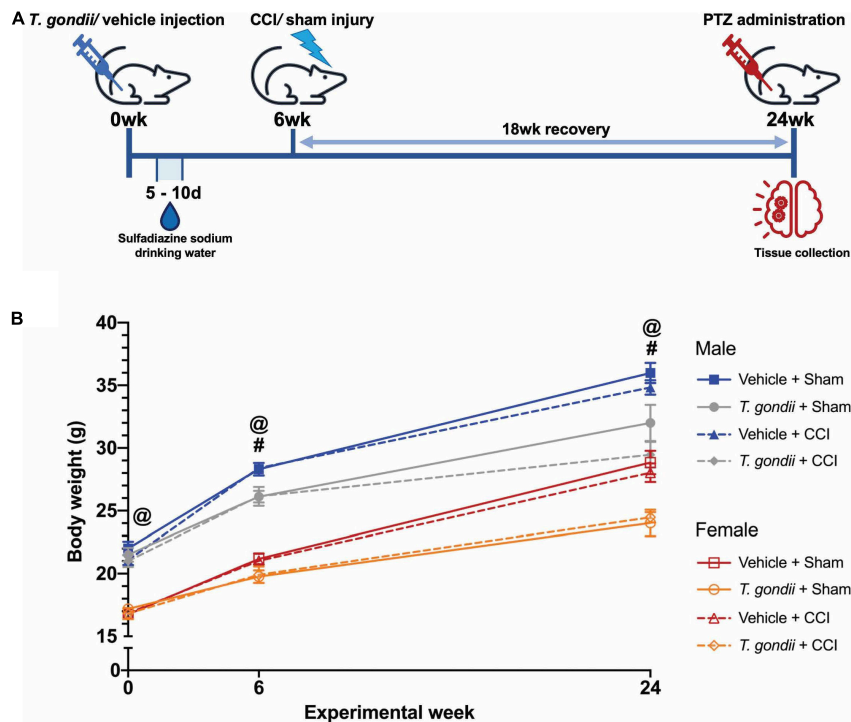 A
T. gondii/ vehicle injection
CCI/ sham injury
PTZ administration
0wk
6wk
24wk
18wk recovery
5 - 10d
Sulfadiazine sodium
drinking water
Tissue collection
B
40
35
30
25
20
15
0
Body weight (g)
@
@
#
@
#
0
6
24
Experimental week
Male
Vehicle + Sham
T. gondii + Sham
Vehicle + CCI
T. gondii + CCI
Female
Vehicle + Sham
T. gondii + Sham
Vehicle + CCI
T. gondii + CCI